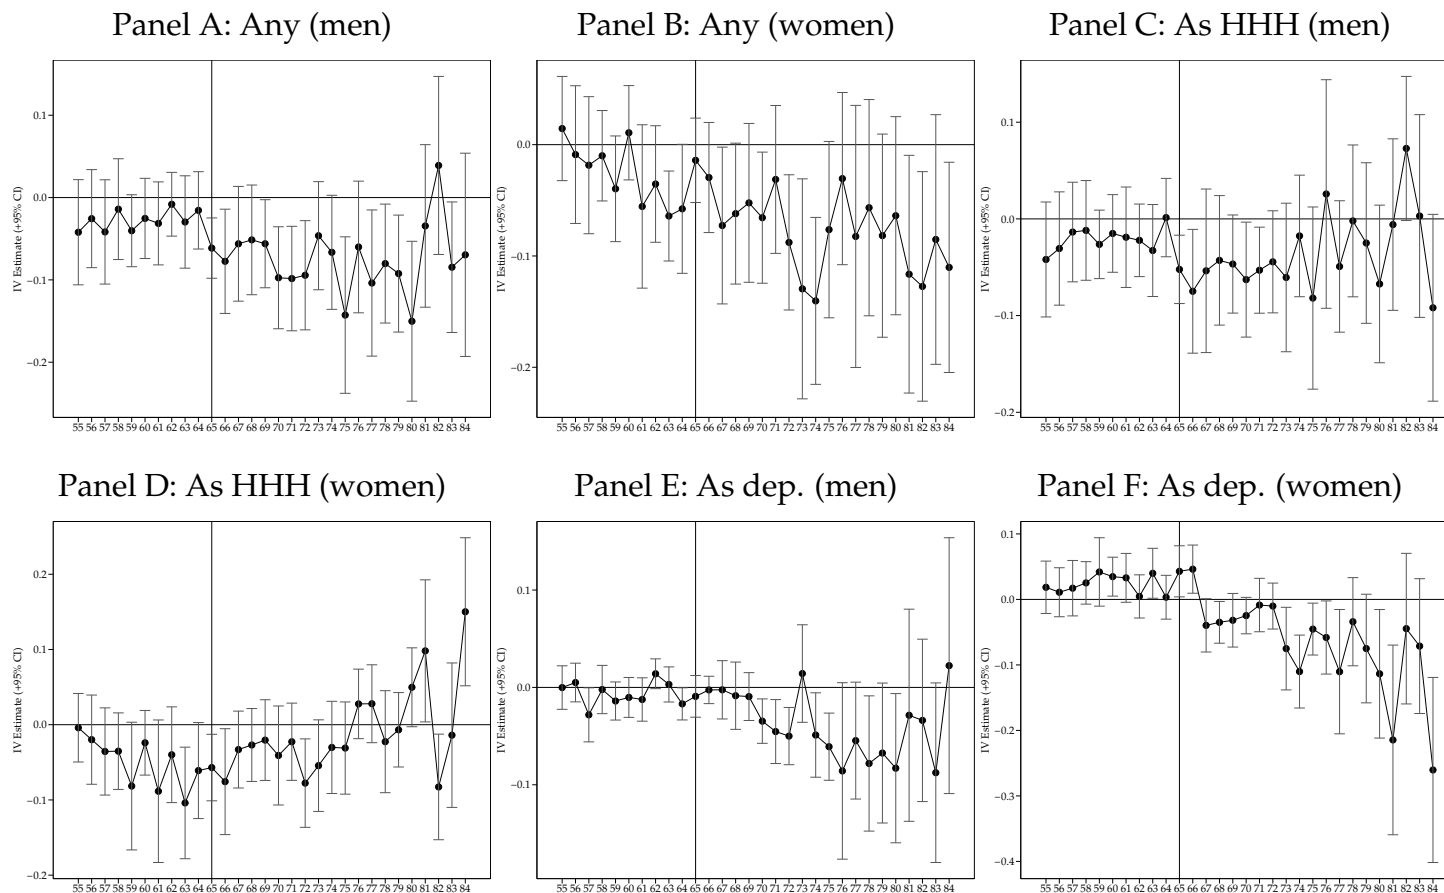 Panel A: Any (men)
IV Estimate (+95% CI)
0.1
0.0
−0.1
−0.2
55 56 57 58 59 60 61 62 63 64 65 66 67 68 69 70 71 72 73 74 75 76 77 78 79 80 81 82 83 84
Panel B: Any (women)
IV Estimate (+95% CI)
0.0
−0.1
−0.2
55 56 57 58 59 60 61 62 63 64 65 66 67 68 69 70 71 72 73 74 75 76 77 78 79 80 81 82 83 84
Panel C: As HHH (men)
IV Estimate (+95% CI)
0.1
0.0
−0.1
−0.2
55 56 57 58 59 60 61 62 63 64 65 66 67 68 69 70 71 72 73 74 75 76 77 78 79 80 81 82 83 84
Panel D: As HHH (women)
IV Estimate (+95% CI)
0.2
0.1
0.0
−0.1
−0.2
55 56 57 58 59 60 61 62 63 64 65 66 67 68 69 70 71 72 73 74 75 76 77 78 79 80 81 82 83 84
Panel E: As dep. (men)
IV Estimate (+95% CI)
0.1
0.0
−0.1
55 56 57 58 59 60 61 62 63 64 65 66 67 68 69 70 71 72 73 74 75 76 77 78 79 80 81 82 83 84
Panel F: As dep. (women)
IV Estimate (+95% CI)
0.1
0.0
−0.1
−0.2
−0.3
−0.4
55 56 57 58 59 60 61 62 63 64 65 66 67 68 69 70 71 72 73 74 75 76 77 78 79 80 81 82 83 84